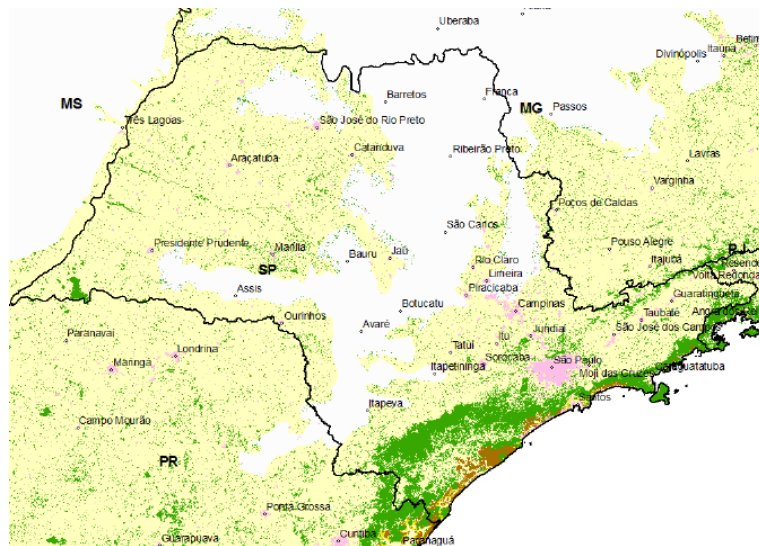 Uberaba
Betim
Itaúna
Divinópolis
MS
Barretos
Franca
MG
Passos
Três Lagoas
São José do Rio Preto
Catanduva
Ribeirão Preto
Lavras
Araçatuba
Varginha
Poços de Caldas
São Carlos
Pouso Alegre
RJ
Presidente Prudente
Marília
Bauru
Jaú
Itajubá
Resende
SP
Rio Claro
Volta Redonda
Limeira
Assis
Piracicaba
Guaratinguetá
Botucatu
Campinas
Taubaté
Ourinhos
Avaré
São José dos Campos
Paranavaí
Itu
Jundiaí
Londrina
Tatuí
Sorocaba
São Paulo
Maringá
Itapetininga
Moji das Cruzes
Santos
Itapeva
Campo Mourão
PR
Ponta Grossa
Curitiba
Guarapuava
Paranaguá